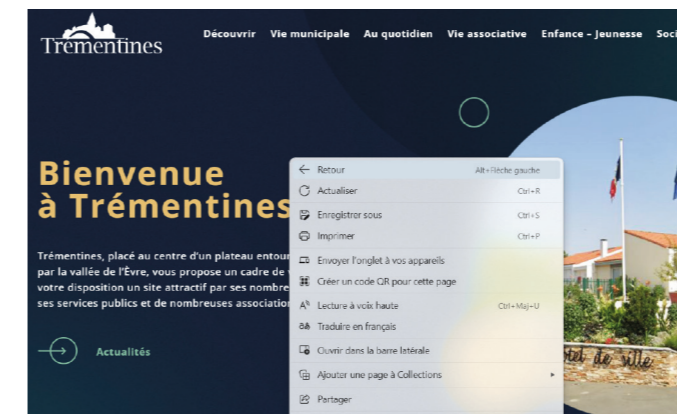 Trémentines
Découvrir Vie municipale Au quotidien Vie associative Enfance – Jeunesse
Bienvenue
à Trémentines
Trémentines, placé au centre d'un plateau
par la vallée de l'Èvre, vous propose un cadre de
votre disposition un site attractif par ses
ses services publics et de nombreuses
Actualités
Retour Alt+Flèche gauche
Actualiser Ctrl+R
Enregistrer sous Ctrl+S
Imprimer Ctrl+P
Envoyer l'onglet à vos appareils
Créer un code QR pour cette page
Lecture à voix haute Ctrl+Maj+U
Traduire en français
Ouvrir dans la barre latérale
Ajouter une page à Collections
Partager
de ville